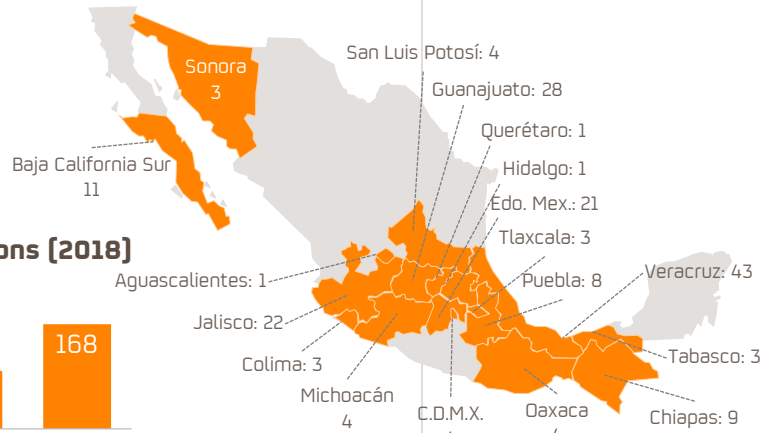 San Luis Potosí: 4
Sonora
3
Guanajuato: 28
Querétaro: 1
Baja California Sur
11
Hidalgo: 1
Edo. Mex.: 21
Tlaxcala: 3
ons (2018)
Aguascalientes: 1
Puebla: 8
Veracruz: 43
Jalisco: 22
168
Colima: 3
Tabasco: 3
Michoacán
4
C.D.M.X.
Oaxaca
Chiapas: 9